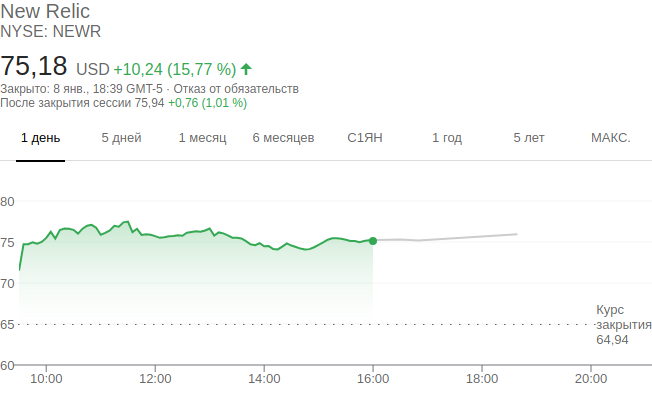 New Relic
NYSE: NEWR
75,18 USD +10,24 (15,77 %)
Закрыто: 8 янв., 18:39 GMT-5 · Отказ от обязательств
После закрытия сессии 75,94 +0,76 (1,01 %)
1 день 5 дней 1 месяц 6 месяцев С1ЯН 1 год 5 лет МАКС.
80
75
70
Курс
65 закрытия
64,94
60
10:00 12:00 14:00 16:00 18:00 20:00